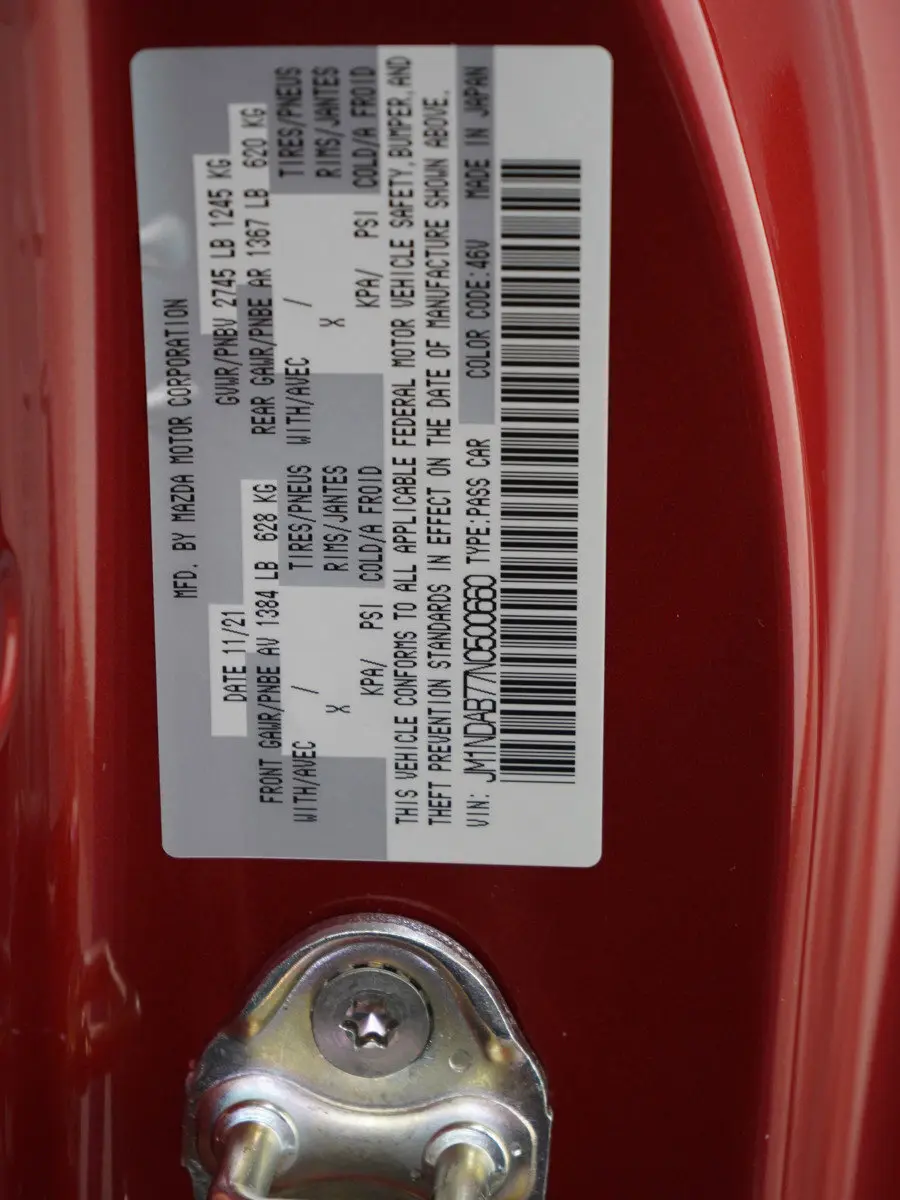 MFD. BY MAZDA MOTOR CORPORATION
DATE 11/21 GVWR/PNBV 2745 LB 1245 KG
FRONT GAWR/PNBE AV 1384 LB 628 KG REAR GAWR/PNBE AR 1367 LB 620 KG
WITH/AVEC / TIRES/PNEUS WITH/AVEC / TIRES/PNEUS
X RIMS/JANTES X RIMS/JANTES
KPA/ PSI COLD/A FROID KPA/ PSI COLD/A FROID
THIS VEHICLE CONFORMS TO ALL APPLICABLE FEDERAL MOTOR VEHICLE SAFETY, BUMPER, AND
THEFT PREVENTION STANDARDS IN EFFECT ON THE DATE OF MANUFACTURE SHOWN ABOVE.
VIN: JM1NDAB77N0500660 TYPE:PASS CAR COLOR CODE:46V MADE IN JAPAN